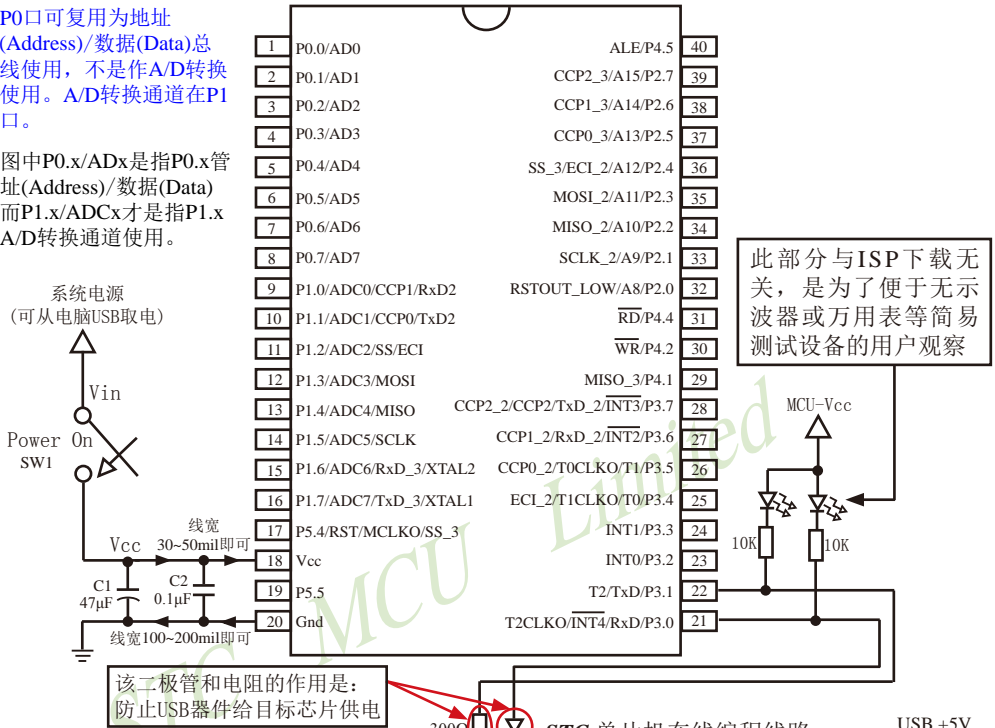 P0口可复用为地址
(Address)/数据(Data)总
线使用，不是作A/D转换
使用。A/D转换通道在P1
口。
图中P0.x/ADx是指P0.x管
址(Address)/数据(Data)
而P1.x/ADCx才是指P1.x
A/D转换通道使用。
系统电源
(可从电脑USB取电)
Vin
Power On
SW1
Vcc
线宽
30~50mil即可
C1
47μF
C2
0.1μF
线宽100~200mil即可
1 P0.0/AD0
2 P0.1/AD1
3 P0.2/AD2
4 P0.3/AD3
5 P0.4/AD4
6 P0.5/AD5
7 P0.6/AD6
8 P0.7/AD7
9 P1.0/ADC0/CCP1/RxD2
10 P1.1/ADC1/CCP0/TxD2
11 P1.2/ADC2/SS/ECI
12 P1.3/ADC3/MOSI
13 P1.4/ADC4/MISO
14 P1.5/ADC5/SCLK
15 P1.6/ADC6/RxD_3/XTAL2
16 P1.7/ADC7/TxD_3/XTAL1
17 P5.4/RST/MCLKO/SS_3
18 Vcc
19 P5.5
20 Gnd
ALE/P4.5 40
CCP2_3/A15/P2.7 39
CCP1_3/A14/P2.6 38
CCP0_3/A13/P2.5 37
SS_3/ECI_2/A12/P2.4 36
MOSI_2/A11/P2.3 35
MISO_2/A10/P2.2 34
SCLK_2/A9/P2.1 33
RSTOUT_LOW/A8/P2.0 32
RD/P4.4 31
WR/P4.2 30
MISO_3/P4.1 29
CCP2_2/CCP2/TxD_2/INT3/P3.7 28
CCP1_2/RxD_2/INT2/P3.6 27
CCP0_2/T0CLKO/T1/P3.5 26
ECI_2/T1CLKO/T0/P3.4 25
INT1/P3.3 24
INT0/P3.2 23
T2/TxD/P3.1 22
T2CLKO/INT4/RxD/P3.0 21
此部分与ISP下载无
关，是为了便于无示
波器或万用表等简易
测试设备的用户观察
MCU-Vcc
10K
10K
STC MCU Limited
该二极管和电阻的作用是:
防止USB器件给目标芯片供电
300Ω
STC 单片机在线编程线路
USB +5V